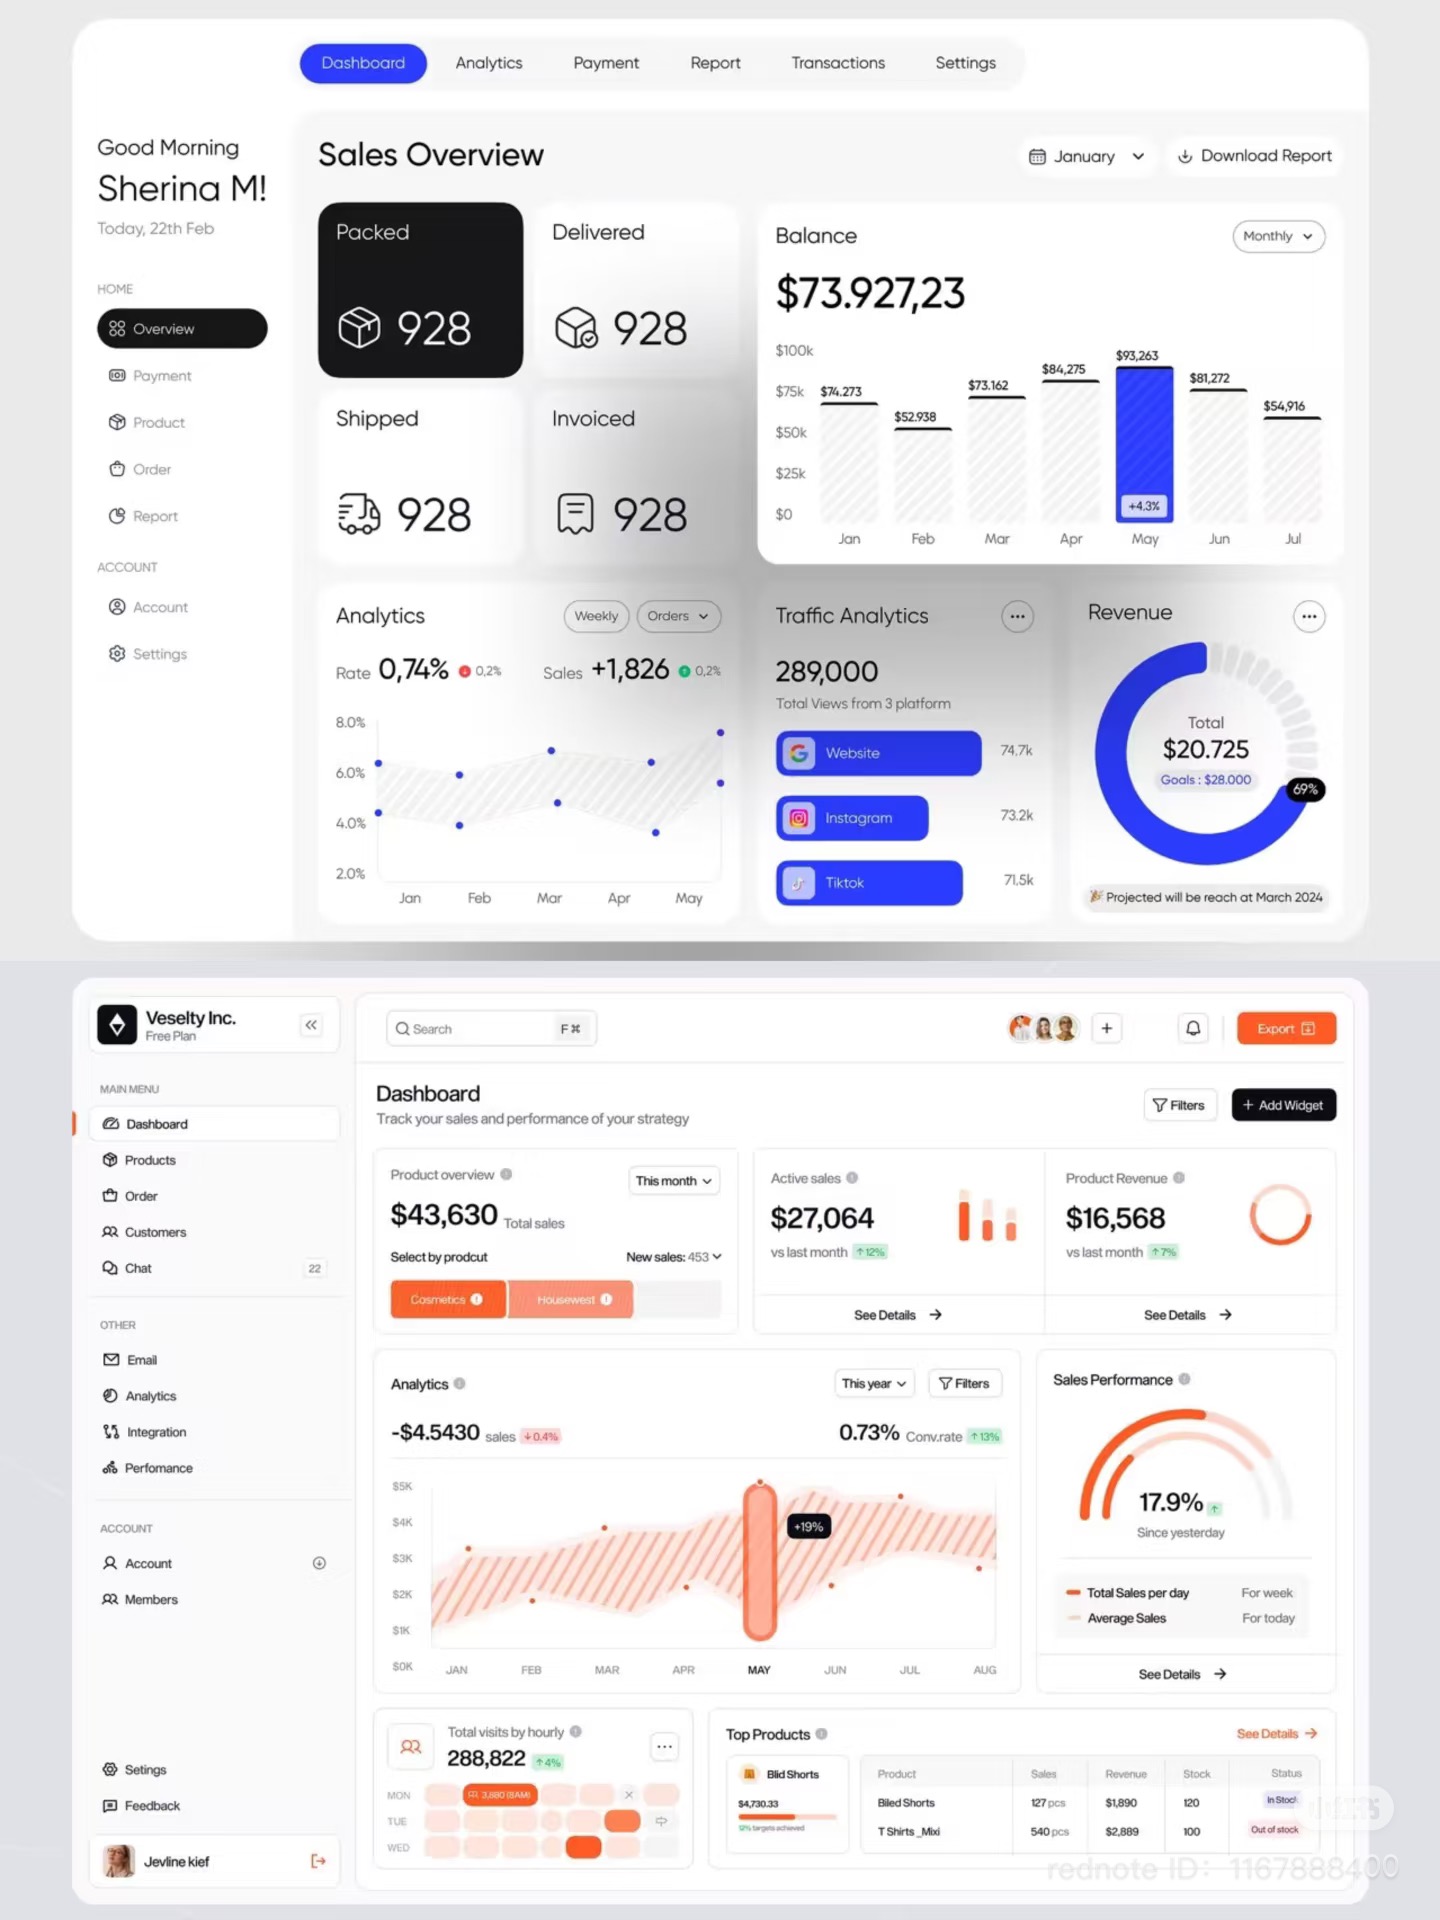 Dashboard Analytics Payment Report Transactions Settings
Good Morning
Sherina M!
Today, 22th Feb
HOME
Overview
Payment
Product
Order
Report
ACCOUNT
Account
Settings
Sales Overview
January
Download Report
Packed
928
Delivered
928
Shipped
928
Invoiced
928
Balance
Monthly
$73.927,23
$100k
$75k
$50k
$25k
$0
$74.273
$52.938
$73.162
$84,275
$93,263
$81,272
$54,916
+4.3%
Jan Feb Mar Apr May Jun Jul
Analytics
Weekly
Orders
Rate 0,74% 0,2%
Sales +1,826 0,2%
8.0%
6.0%
4.0%
2.0%
Jan Feb Mar Apr May
Traffic Analytics
289,000
Total Views from 3 platform
Website 74.7k
Instagram 73.2k
Tiktok 71.5k
Revenue
Total
$20.725
Goals : $28.000
69%
Projected will be reach at March 2024
Veselty Inc.
Free Plan
MAIN MENU
Dashboard
Products
Order
Customers
Chat 22
OTHER
Email
Analytics
Integration
Perfomance
ACCOUNT
Account
Members
Setings
Feedback
Jevline kief
Search F ⌘
Export
Dashboard
Track your sales and performance of your strategy
Filters
+ Add Widget
Product overview
This month
$43,630 Total sales
Select by prodcut
New sales: 453
Cosmetics
Housewest
Active sales
$27,064
vs last month 12%
See Details
Product Revenue
$16,568
vs last month 7%
See Details
Analytics
This year
Filters
-$4.5430 sales 0.4%
0.73% Conv.rate 13%
$5K
$4K
$3K
$2K
$1K
$0K
+19%
JAN FEB MAR APR MAY JUN JUL AUG
Sales Performance
17.9%
Since yesterday
Total Sales per day For week
Average Sales For today
See Details
Total visits by hourly
288,822 4%
MON
3,880 (8AM)
TUE
WED
Top Products
See Details
Blid Shorts
$4,730.33
12% targets achieved
Product Sales Revenue Stock Status
Biled Shorts 127 pcs $1,890 120 In Stock
T Shirts _Mixi 540 pcs $2,889 100 Out of stock
rednote ID: 1167888400